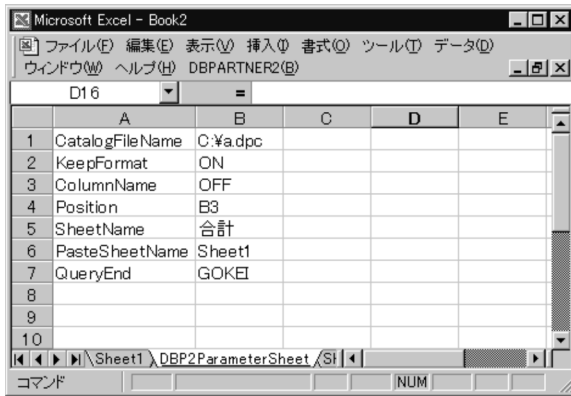 Microsoft Excel - Book2
ファイル(F) 編集(E) 表示(V) 挿入(I) 書式(O) ツール(T) データ(D)
ウィンドウ(W) ヘルプ(H) DBPARTNER2(B)
D16 =
A B C D E
1 CatalogFileName C:¥a.dpc
2 KeepFormat ON
3 ColumnName OFF
4 Position B3
5 SheetName 合計
6 PasteSheetName Sheet1
7 QueryEnd GOKEI
8
9
10
Sheet1 DBP2ParameterSheet
コマンド NUM